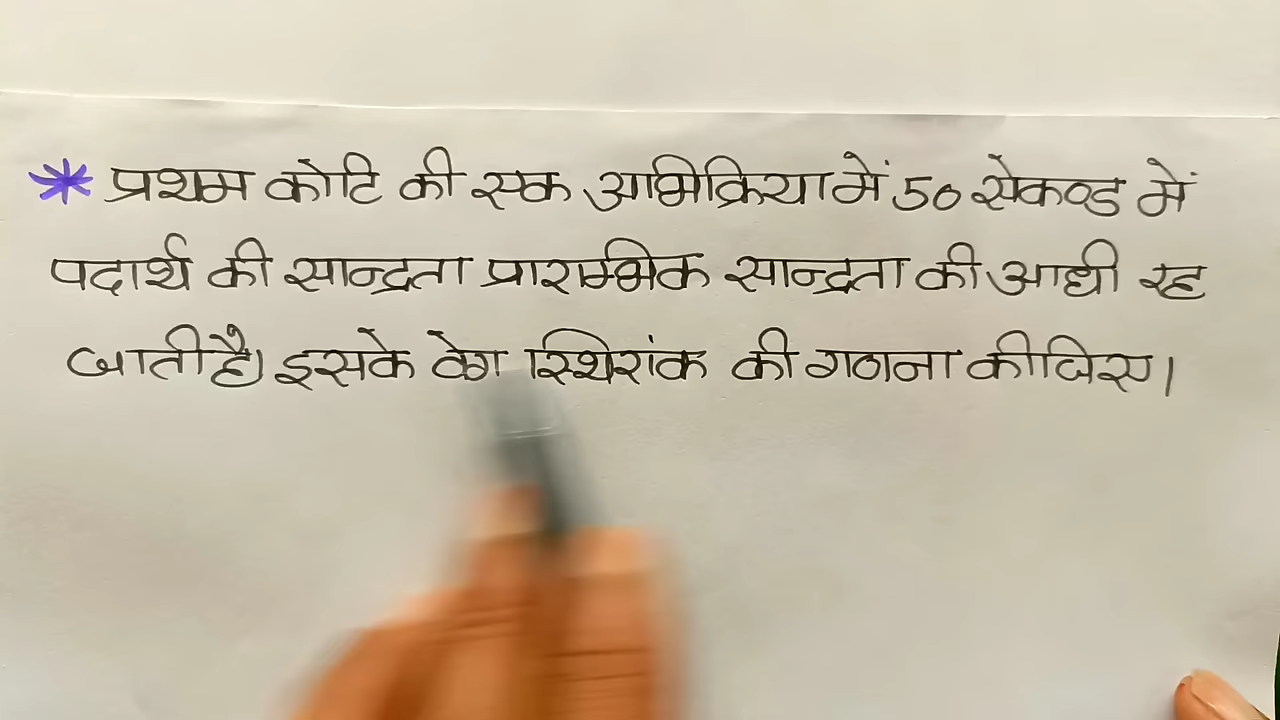 * प्रथम कोटि की एक अभिक्रिया में 50 सेकण्ड में
पदार्थ की सान्द्रता प्रारम्भिक सान्द्रता की आधी रह
जाती है। इसके वेग स्थिरांक की गणना कीजिए।